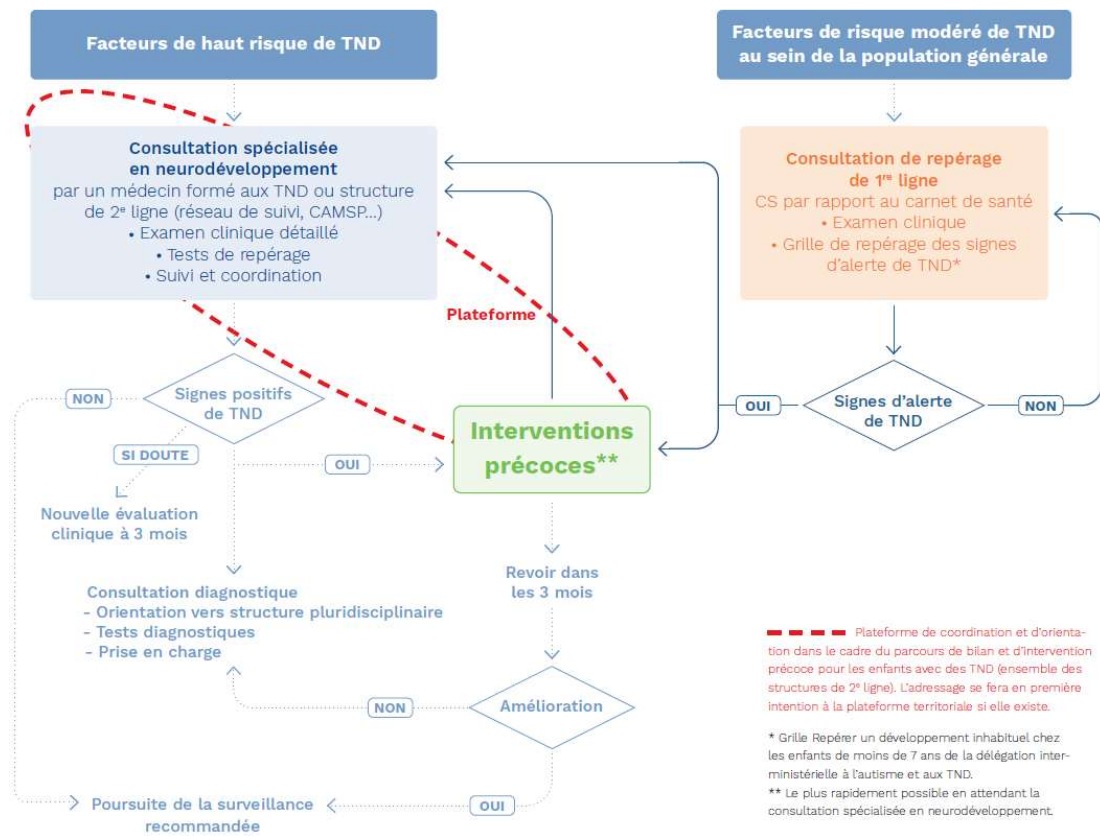 Facteurs de haut risque de TND
Facteurs de risque modéré de TND
au sein de la population générale
Consultation spécialisée
en neurodéveloppement
par un médecin formé aux TND ou structure
de 2e ligne (réseau de suivi, CAMSP...)
• Examen clinique détaillé
• Tests de repérage
• Suivi et coordination
Consultation de repérage
de 1re ligne
CS par rapport au carnet de santé
• Examen clinique
• Grille de repérage des signes
d'alerte de TND*
Plateforme
Signes positifs
de TND
NON
SI DOUTE
OUI
Nouvelle évaluation
clinique à 3 mois
Interventions
précoces**
OUI
Signes d'alerte
de TND
NON
Consultation diagnostique
- Orientation vers structure pluridisciplinaire
- Tests diagnostiques
- Prise en charge
Revoir dans
les 3 mois
NON
Amélioration
OUI
Poursuite de la surveillance
recommandée
Plateforme de coordination et d'orienta-
tion dans le cadre du parcours de bilan et d'intervention
précoce pour les enfants avec des TND (ensemble des
structures de 2e ligne). L'adressage se fera en première
intention à la plateforme territoriale si elle existe.
* Grille Repérer un développement inhabituel chez
les enfants de moins de 7 ans de la délégation inter-
ministérielle à l'autisme et aux TND.
** Le plus rapidement possible en attendant la
consultation spécialisée en neurodéveloppement.